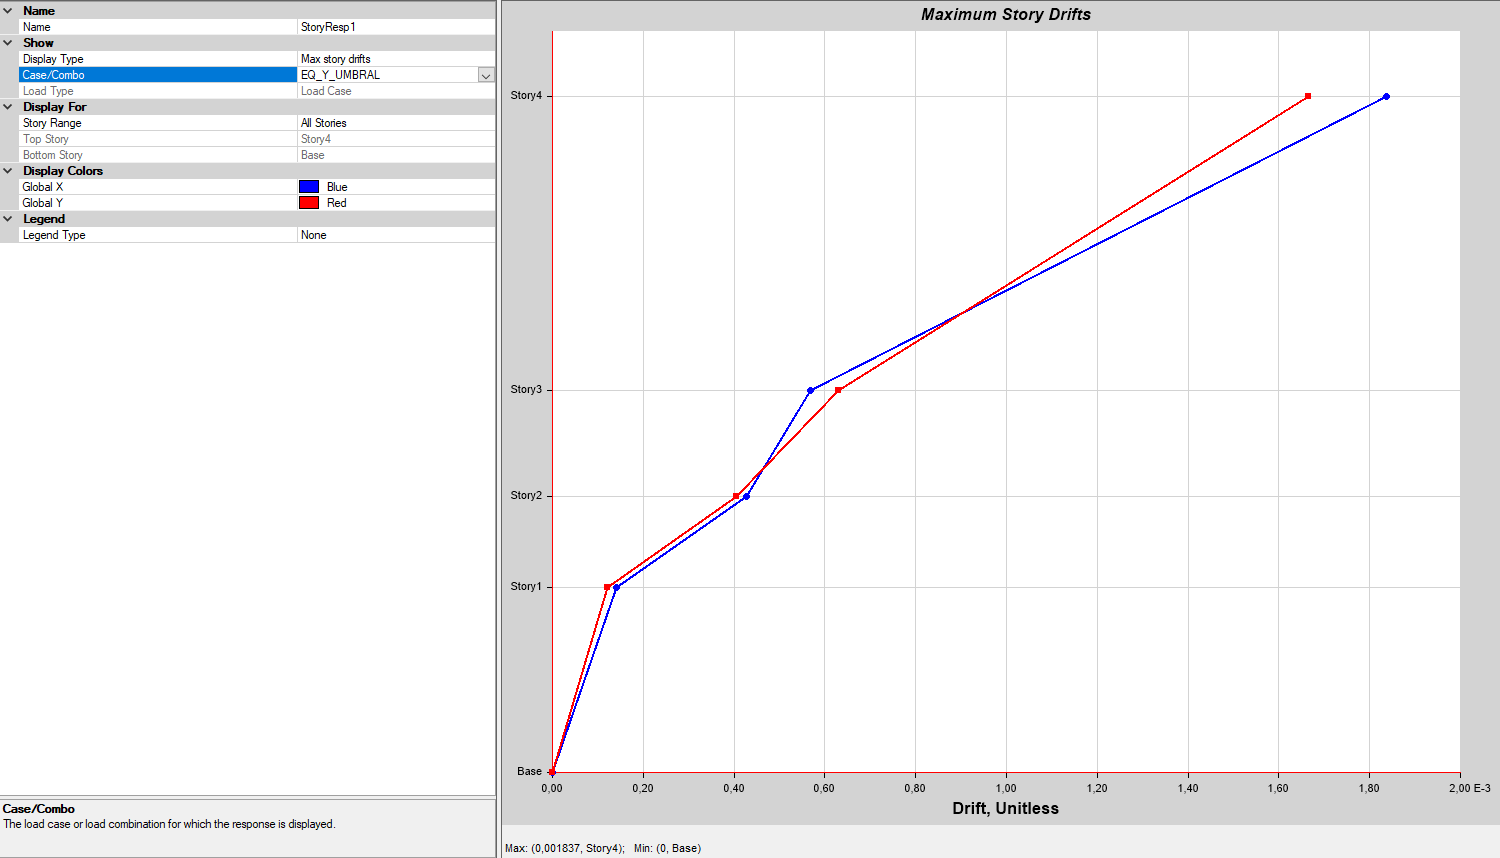 Name
Name StoryResp1
Show
Display Type Max story drifts
Case/Combo EQ_Y_UMBRAL
Load Type Load Case
Display For
Story Range All Stories
Top Story Story4
Bottom Story Base
Display Colors
Global X Blue
Global Y Red
Legend
Legend Type None
Case/Combo
The load case or load combination for which the response is displayed.
Maximum Story Drifts
Story4
Story3
Story2
Story1
Base
0,00 0,20 0,40 0,60 0,80 1,00 1,20 1,40 1,60 1,80 2,00 E-3
Drift, Unitless
Max: (0,001837, Story4); Min: (0, Base)